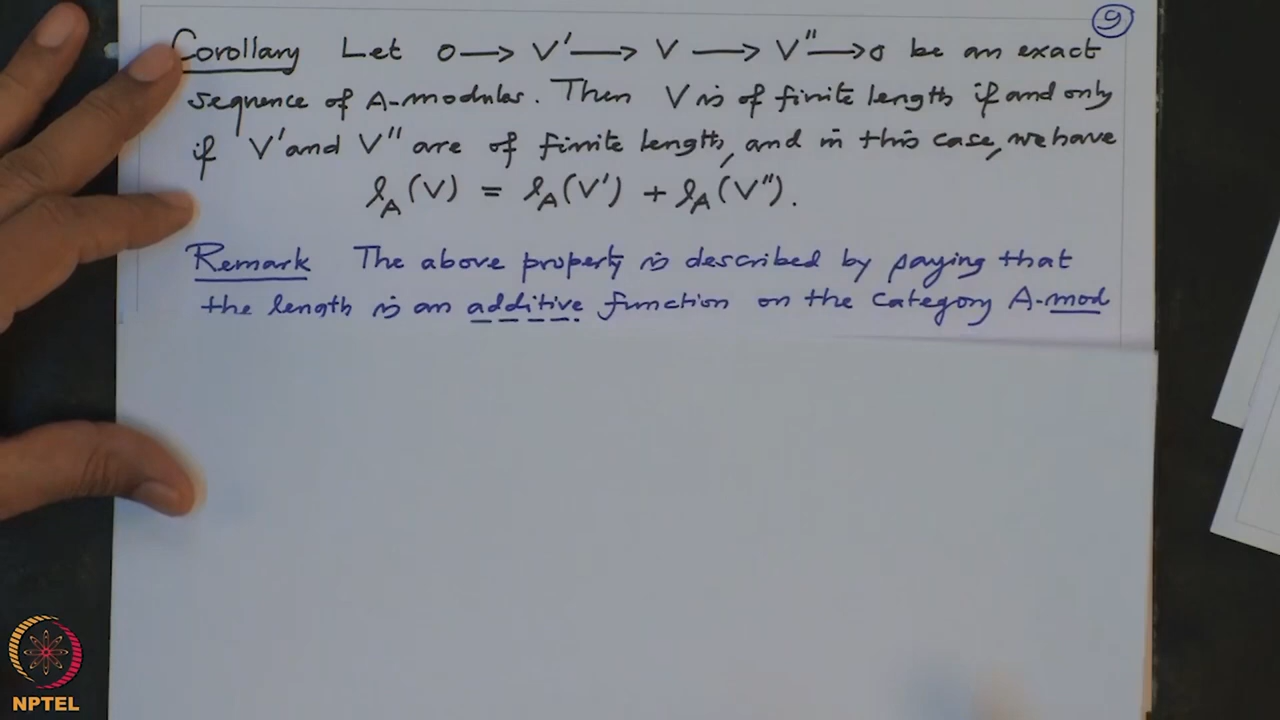 9
Corollary Let 0 → V' → V → V'' → 0 be an exact
sequence of A-modules. Then V is of finite length if and only
if V' and V'' are of finite length, and in this case, we have
ℓ_A(V) = ℓ_A(V') + ℓ_A(V'').
Remark The above property is described by paying that
the length is an additive function on the category A-mod
NPTEL